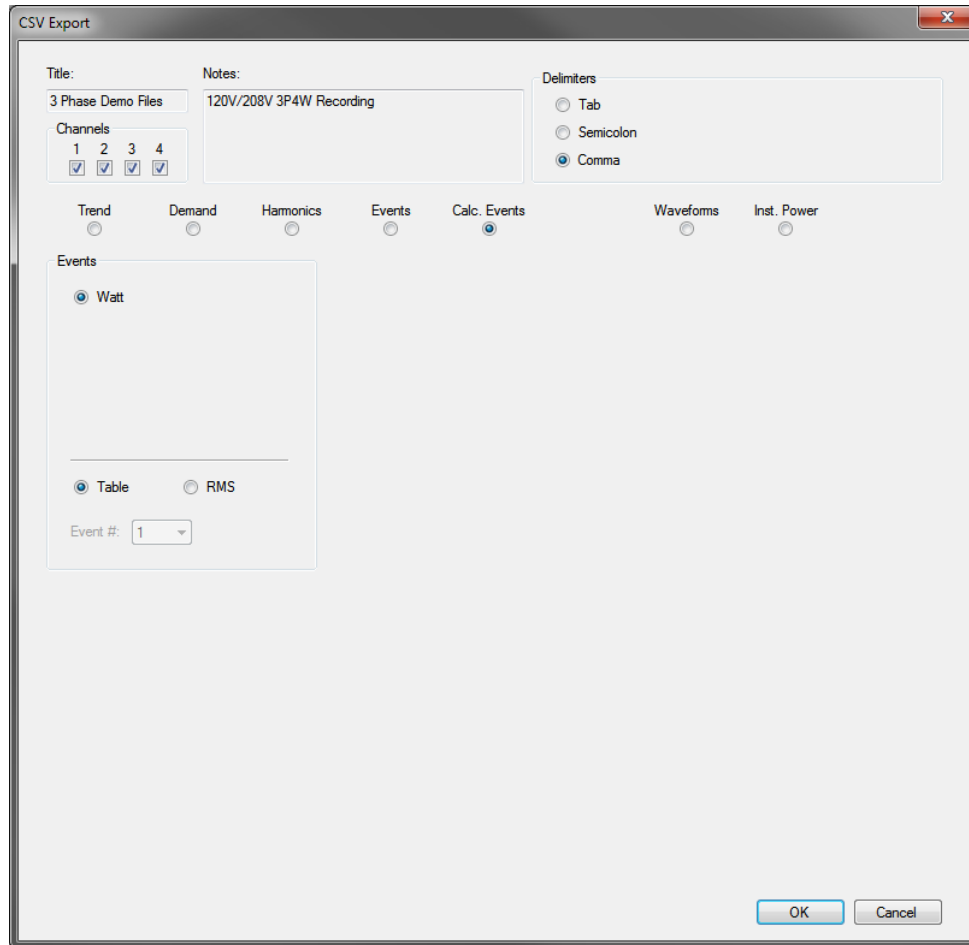 CSV Export
Title:
3 Phase Demo Files
Notes:
120V/208V 3P4W Recording
Channels
1 2 3 4
Delimiters
Tab
Semicolon
Comma
Trend Demand Harmonics Events Calc. Events Waveforms Inst. Power
Events
Watt
Table RMS
Event #: 1
OK Cancel